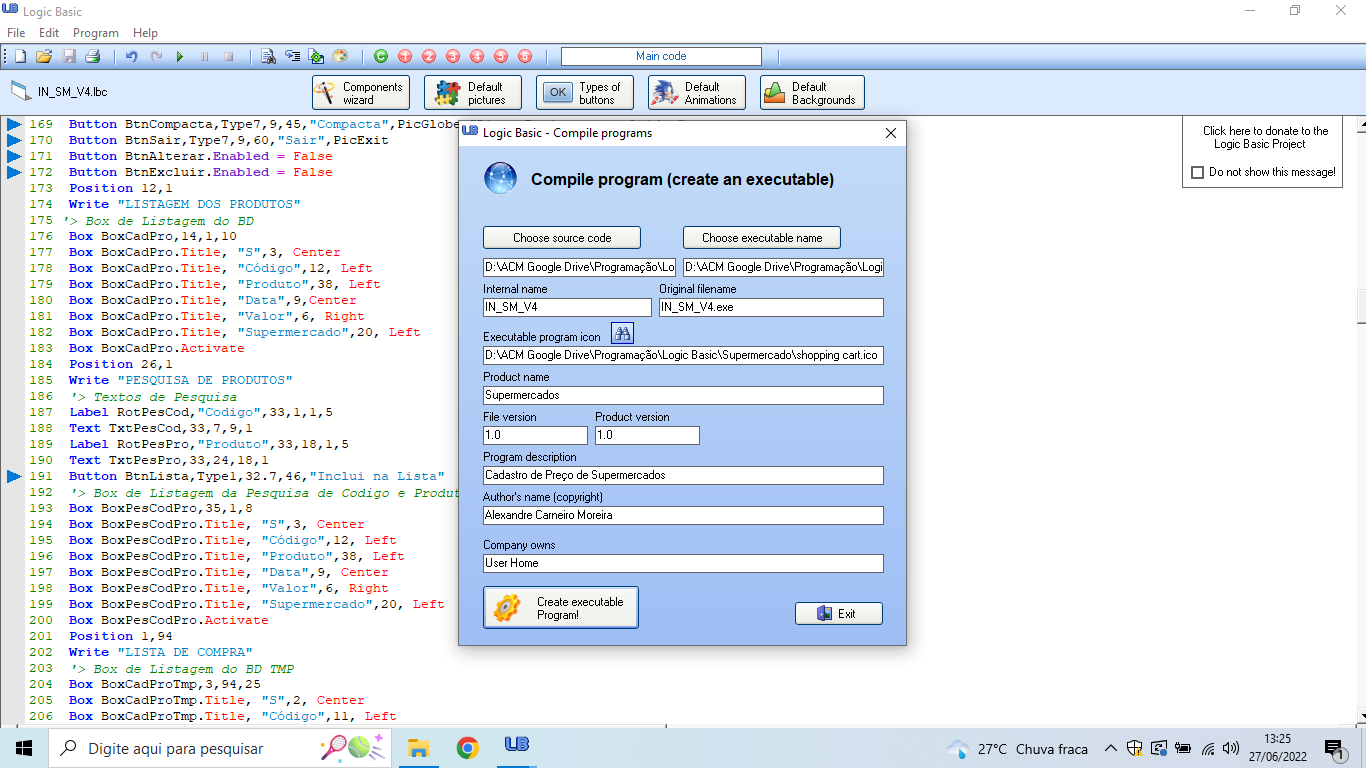 Logic Basic
File Edit Program Help
Main code
IN_SM_V4.lbc
Components wizard
Default pictures
OK
Types of buttons
Default Animations
Default Backgrounds
169 Button BtnCompacta,Type7,9,45,"Compacta",PicGlobe
170 Button BtnSair,Type7,9,60,"Sair",PicExit
171 Button BtnAlterar.Enabled = False
172 Button BtnExcluir.Enabled = False
173 Position 12,1
174 Write "LISTAGEM DOS PRODUTOS"
175 '> Box de Listagem do BD
176 Box BoxCadPro,14,1,10
177 Box BoxCadPro.Title, "S",3, Center
178 Box BoxCadPro.Title, "Código",12, Left
179 Box BoxCadPro.Title, "Produto",38, Left
180 Box BoxCadPro.Title, "Data",9,Center
181 Box BoxCadPro.Title, "Valor",6, Right
182 Box BoxCadPro.Title, "Supermercado",20, Left
183 Box BoxCadPro.Activate
184 Position 26,1
185 Write "PESQUISA DE PRODUTOS"
186 '> Textos de Pesquisa
187 Label RotPesCod,"Codigo",33,1,1,5
188 Text TxtPesCod,33,7,9,1
189 Label RotPesPro,"Produto",33,18,1,5
190 Text TxtPesPro,33,24,18,1
191 Button BtnLista,Type1,32.7,46,"Inclui na Lista"
192 '> Box de Listagem da Pesquisa de Codigo e Produt
193 Box BoxPesCodPro,35,1,8
194 Box BoxPesCodPro.Title, "S",3, Center
195 Box BoxPesCodPro.Title, "Código",12, Left
196 Box BoxPesCodPro.Title, "Produto",38, Left
197 Box BoxPesCodPro.Title, "Data",9, Center
198 Box BoxPesCodPro.Title, "Valor",6, Right
199 Box BoxPesCodPro.Title, "Supermercado",20, Left
200 Box BoxPesCodPro.Activate
201 Position 1,94
202 Write "LISTA DE COMPRA"
203 '> Box de Listagem do BD TMP
204 Box BoxCadProTmp,3,94,25
205 Box BoxCadProTmp.Title, "S",2, Center
206 Box BoxCadProTmp.Title, "Código",11, Left
Logic Basic - Compile programs
Compile program (create an executable)
Choose source code
Choose executable name
D:\ACM Google Drive\Programação\Lo
D:\ACM Google Drive\Programação\Logi
Internal name
Original filename
IN_SM_V4
IN_SM_V4.exe
Executable program icon
D:\ACM Google Drive\Programação\Logic Basic\Supermercado\shopping cart.ico
Product name
Supermercados
File version
Product version
1.0
1.0
Program description
Cadastro de Preço de Supermercados
Author's name (copyright)
Alexandre Carneiro Moreira
Company owns
User Home
Create executable
Program!
Exit
Click here to donate to the
Logic Basic Project
Do not show this message!
Digite aqui para pesquisar
27°C Chuva fraca
13:25
27/06/2022
1